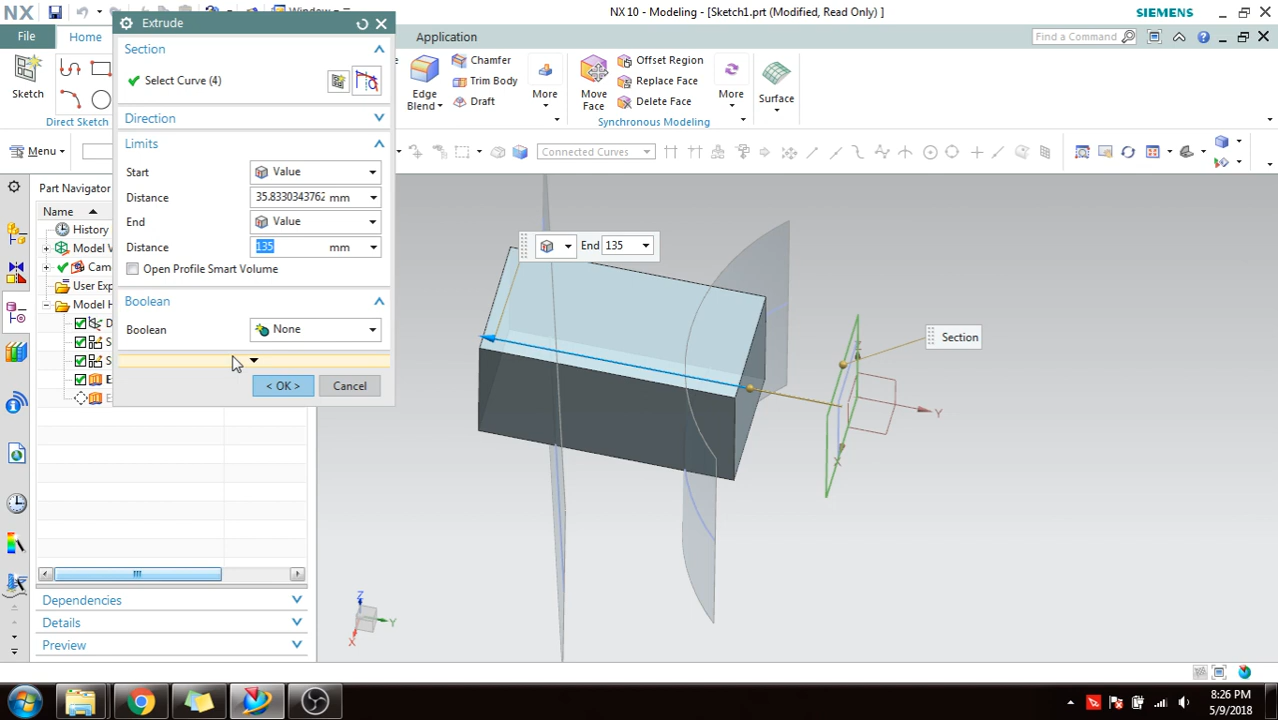 NX
Window
NX 10 - Modeling - [Sketch1.prt (Modified, Read Only) ]
SIEMENS
Extrude
File
Home
Application
Find a Command
Section
Select Curve (4)
Sketch
Direct Sketch
Edge
Blend
Chamfer
Trim Body
Draft
More
Move
Face
Offset Region
Replace Face
Delete Face
More
Surface
Synchronous Modeling
Direction
Limits
Menu
Connected Curves
Start
Value
Distance
35.8330343762 mm
End
Value
Distance
135 mm
Open Profile Smart Volume
Boolean
Boolean
None
< OK >
Cancel
Part Navigator
Name
History
Model V
Cam
User Exp
Model H
D
S
S
E
E
End 135
Section
Z
Y
X
Z
Y
X
Dependencies
Details
Preview
8:26 PM
5/9/2018